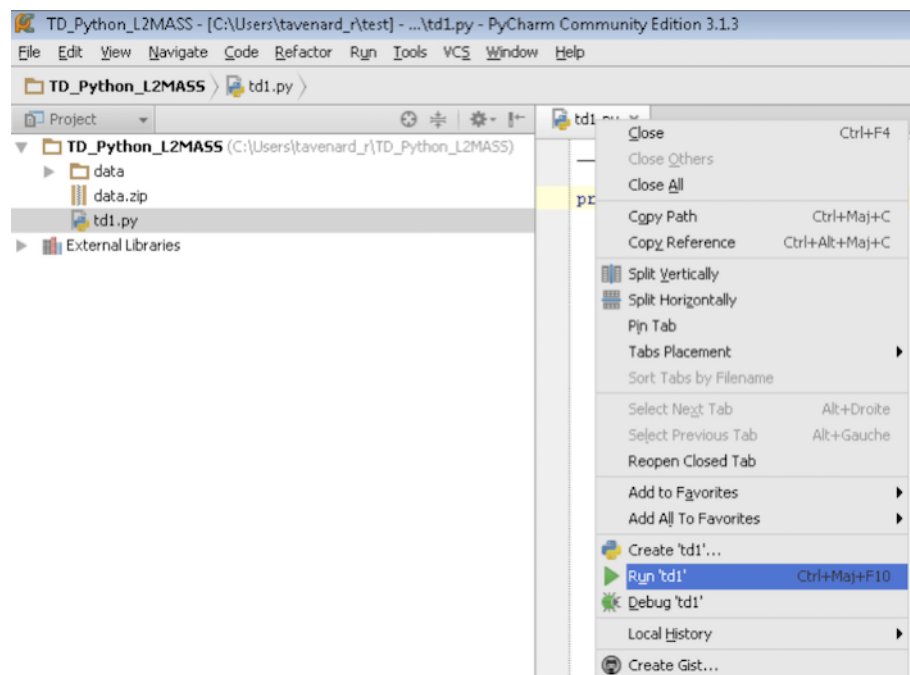 TD_Python_L2MASS - [C:\Users\tavenard_r\test] - ...\td1.py - PyCharm Community Edition 3.1.3
File Edit View Navigate Code Refactor Run Tools VCS Window Help
TD_Python_L2MASS td1.py
Project
TD_Python_L2MASS (C:\Users\tavenard_r\TD_Python_L2MASS)
data
data.zip
td1.py
External Libraries
td1.py
pr
Close Ctrl+F4
Close Others
Close All
Copy Path Ctrl+Maj+C
Copy Reference Ctrl+Alt+Maj+C
Split Vertically
Split Horizontally
Pin Tab
Tabs Placement
Sort Tabs by Filename
Select Next Tab Alt+Droite
Select Previous Tab Alt+Gauche
Reopen Closed Tab
Add to Favorites
Add All To Favorites
Create 'td1'...
Run 'td1' Ctrl+Maj+F10
Debug 'td1'
Local History
Create Gist...